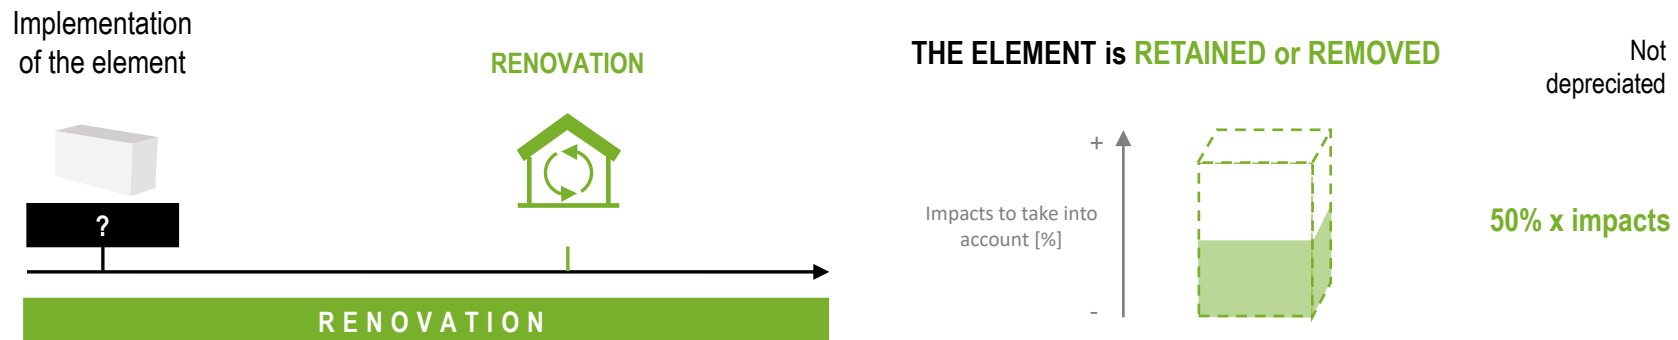 Implementation
of the element
?
RENOVATION
RENOVATION
THE ELEMENT is RETAINED or REMOVED
Not
depreciated
+
Impacts to take into
account [%]
-
50% x impacts